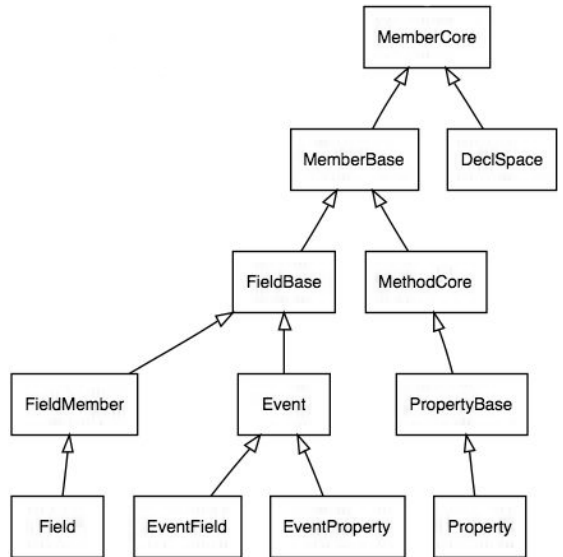 MemberCore
MemberBase
DeclSpace
FieldBase
MethodCore
FieldMember
Event
PropertyBase
Field
EventField
EventProperty
Property